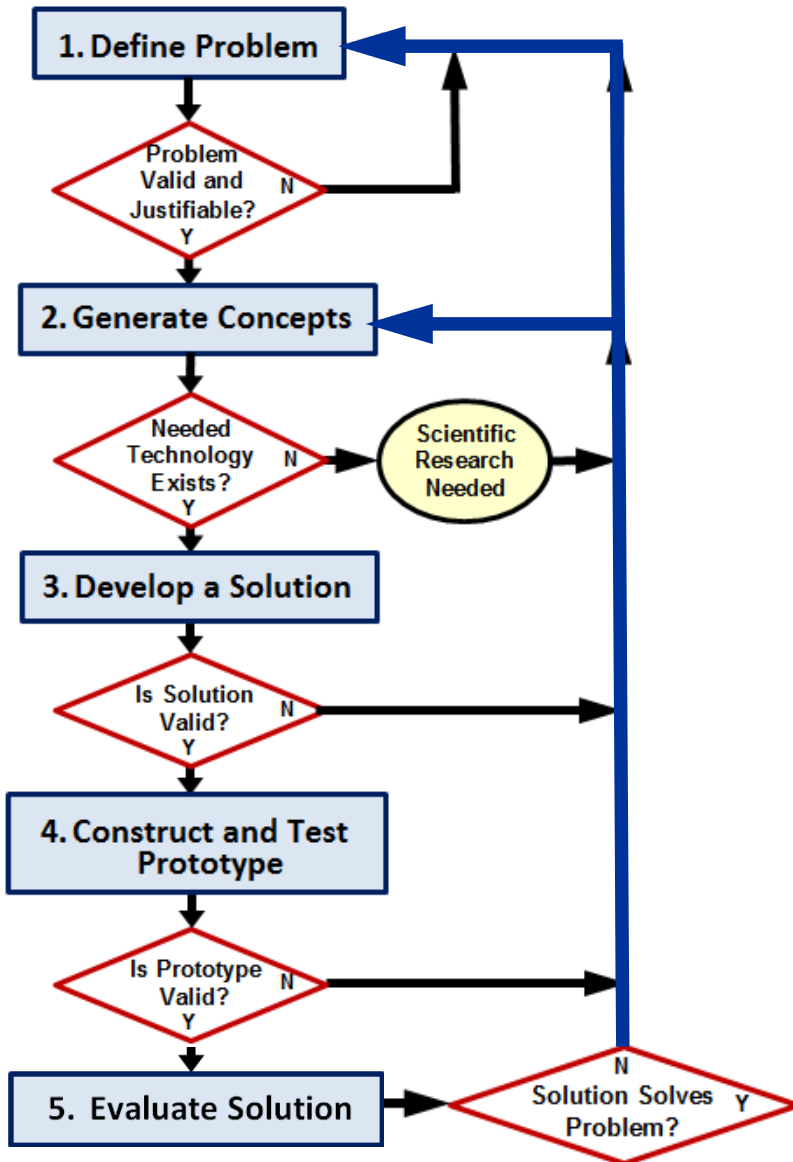 1. Define Problem
Problem
Valid and
Justifiable?
N
Y
2. Generate Concepts
Needed
Technology
Exists?
N
Y
Scientific
Research
Needed
3. Develop a Solution
Is Solution
Valid?
N
Y
4. Construct and Test
Prototype
Is Prototype
Valid?
N
Y
5. Evaluate Solution
N
Solution Solves
Problem?
Y